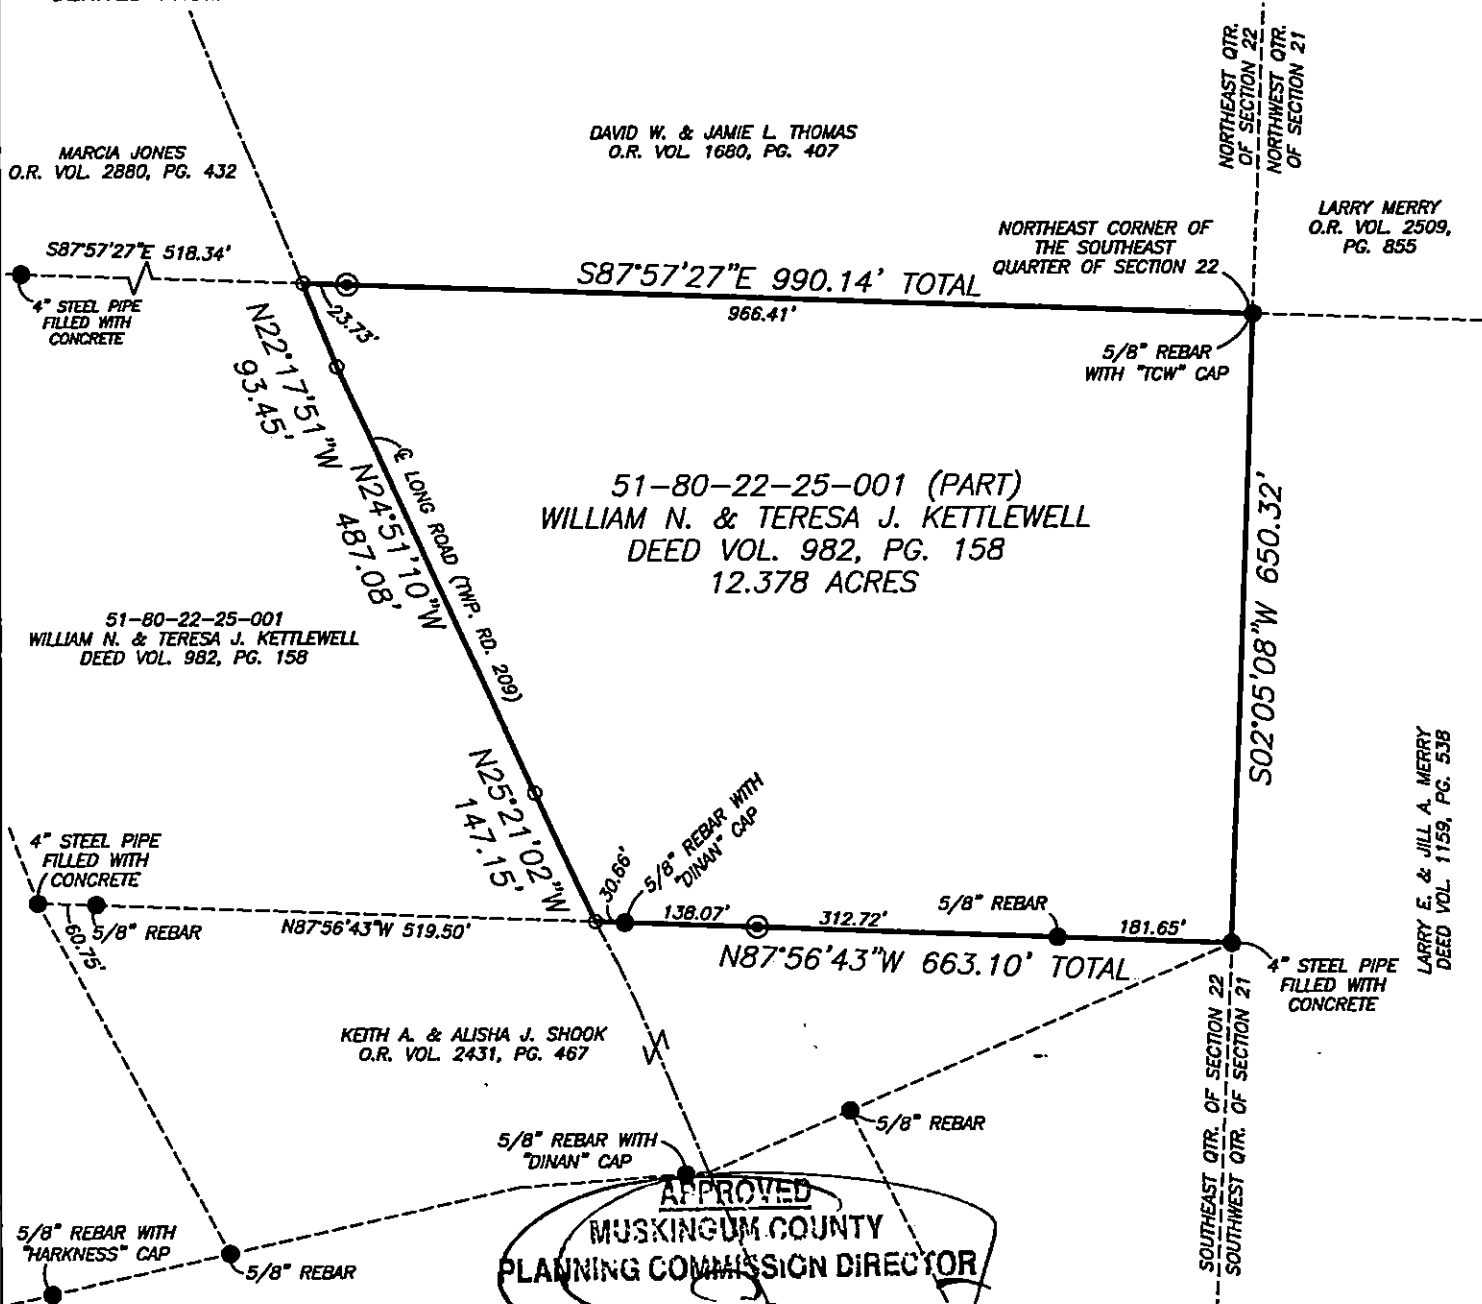 NORTHEAST QTR.
OF SECTION 22
NORTHWEST QTR.
OF SECTION 21
MARCIA JONES
O.R. VOL. 2880, PG. 432
DAVID W. & JAMIE L. THOMAS
O.R. VOL. 1680, PG. 407
LARRY MERRY
O.R. VOL. 2509,
PG. 855
S87°57'27"E 518.34'
4" STEEL PIPE
FILLED WITH
CONCRETE
NORTHEAST CORNER OF
THE SOUTHEAST
QUARTER OF SECTION 22
S87°57'27"E 990.14' TOTAL
966.41'
23.73'
5/8" REBAR
WITH "TCW" CAP
N22°17'51"W
93.45'
℄ LONG ROAD (TWP. RD. 209)
N24°51'10"W
487.08'
51-80-22-25-001 (PART)
WILLIAM N. & TERESA J. KETTLEWELL
DEED VOL. 982, PG. 158
12.378 ACRES
S02°05'08"W 650.32'
51-80-22-25-001
WILLIAM N. & TERESA J. KETTLEWELL
DEED VOL. 982, PG. 158
N25°21'02"W
147.15'
LARRY E. & JILL A. MERRY
DEED VOL. 1159, PG. 538
4" STEEL PIPE
FILLED WITH
CONCRETE
60.75'
5/8" REBAR
N87°56'43"W 519.50'
30.66'
5/8" REBAR WITH
"DINAN" CAP
138.07'
312.72'
5/8" REBAR
181.65'
N87°56'43"W 663.10' TOTAL
4" STEEL PIPE
FILLED WITH
CONCRETE
KEITH A. & ALISHA J. SHOOK
O.R. VOL. 2431, PG. 467
5/8" REBAR
5/8" REBAR WITH
"DINAN" CAP
SOUTHEAST QTR. OF SECTION 22
SOUTHWEST QTR. OF SECTION 21
5/8" REBAR WITH
"HARKNESS" CAP
5/8" REBAR
APPROVED
MUSKINGUM COUNTY
PLANNING COMMISSION DIRECTOR